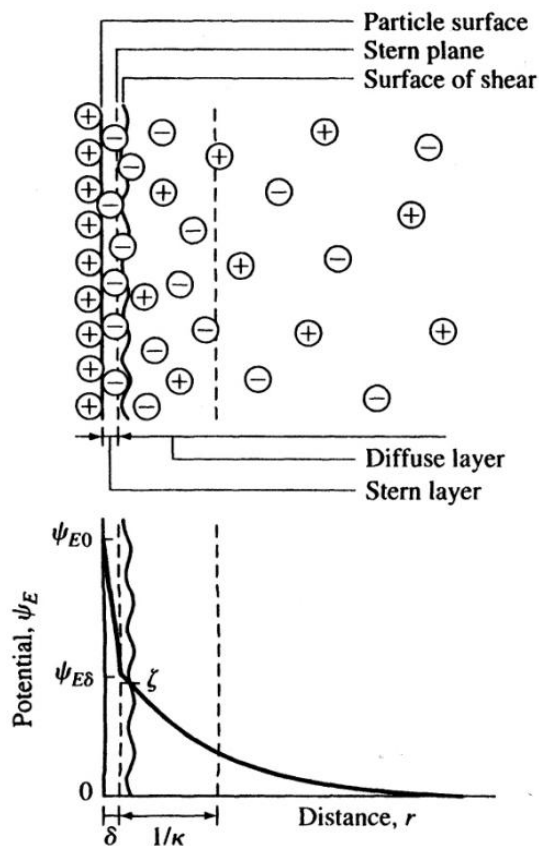 Particle surface
Stern plane
Surface of shear
Diffuse layer
Stern layer
ψE0
ψEδ
ζ
0
Potential, ψE
Distance, r
δ
1/κ